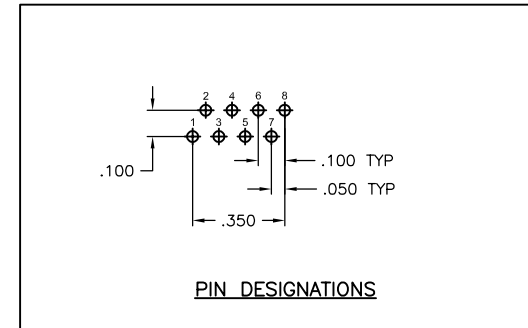 2 4 6 8
1 3 5 7
.100
.100 TYP
.050 TYP
.350
PIN DESIGNATIONS